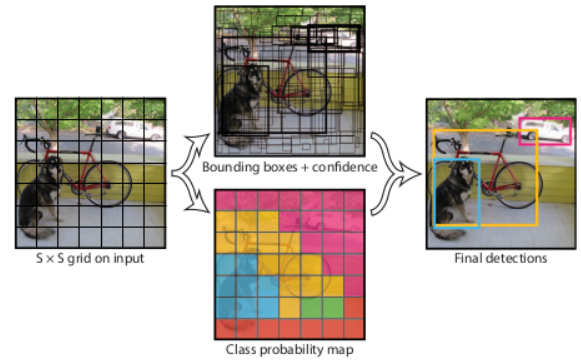 Bounding boxes + confidence
S × S grid on input
Final detections
Class probability map